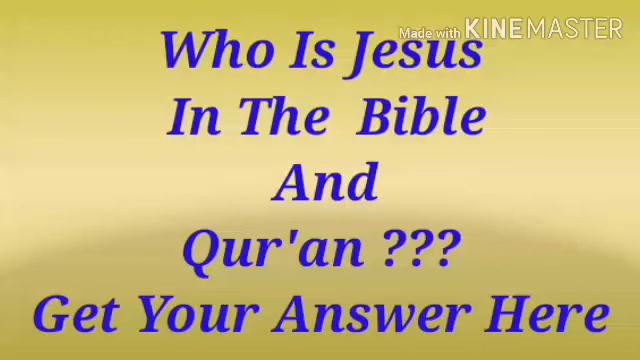 Made with KINEMASTER
Who Is Jesus
In The Bible
And
Qur'an ???
Get Your Answer Here